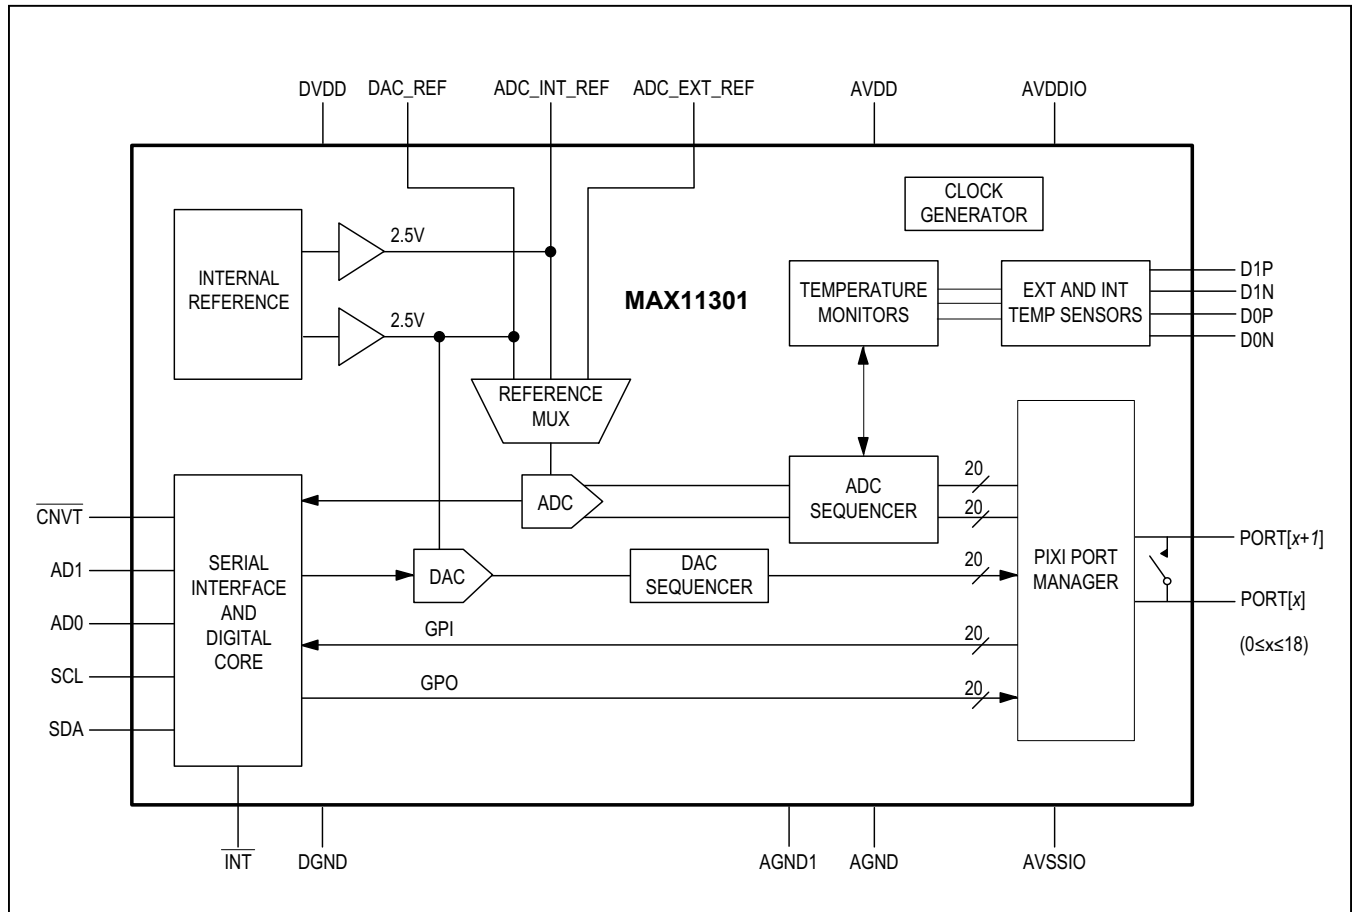 DVDD
DAC_REF
ADC_INT_REF
ADC_EXT_REF
AVDD
AVDDIO
CLOCK
GENERATOR
2.5V
INTERNAL
REFERENCE
2.5V
MAX11301
TEMPERATURE
MONITORS
EXT AND INT
TEMP SENSORS
D1P
D1N
D0P
D0N
REFERENCE
MUX
ADC
ADC
SEQUENCER
20
20
CNVT
AD1
AD0
SCL
SDA
SERIAL
INTERFACE
AND
DIGITAL
CORE
DAC
DAC
SEQUENCER
20
GPI
20
GPO
20
PIXI PORT
MANAGER
PORT[x+1]
PORT[x]
(0≤x≤18)
INT
DGND
AGND1
AGND
AVSSIO